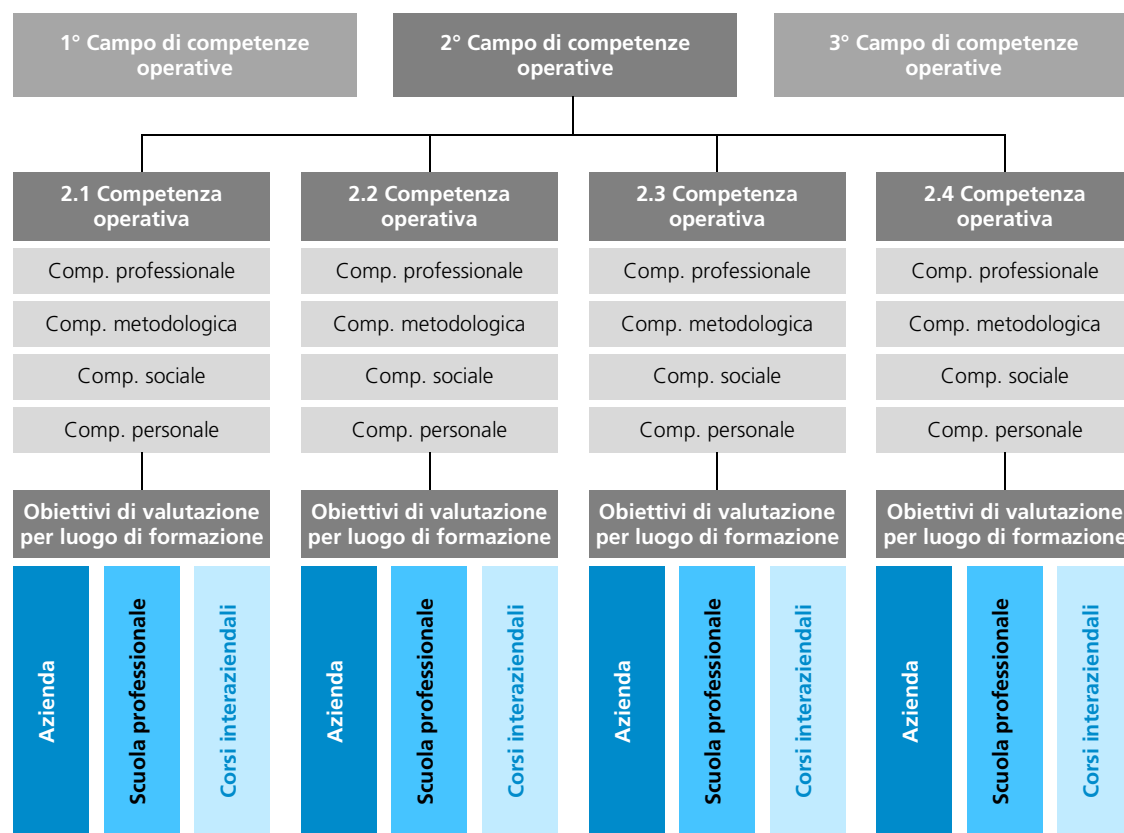 1° Campo di competenze
operative
2° Campo di competenze
operative
3° Campo di competenze
operative
2.1 Competenza
operativa
2.2 Competenza
operativa
2.3 Competenza
operativa
2.4 Competenza
operativa
Comp. professionale
Comp. professionale
Comp. professionale
Comp. professionale
Comp. metodologica
Comp. metodologica
Comp. metodologica
Comp. metodologica
Comp. sociale
Comp. sociale
Comp. sociale
Comp. sociale
Comp. personale
Comp. personale
Comp. personale
Comp. personale
Obiettivi di valutazione
per luogo di formazione
Obiettivi di valutazione
per luogo di formazione
Obiettivi di valutazione
per luogo di formazione
Obiettivi di valutazione
per luogo di formazione
Azienda
Scuola professionale
Corsi interaziendali
Azienda
Scuola professionale
Corsi interaziendali
Azienda
Scuola professionale
Corsi interaziendali
Azienda
Scuola professionale
Corsi interaziendali